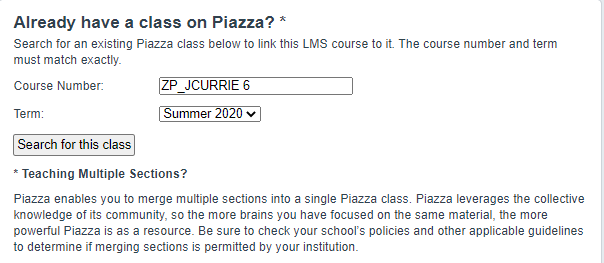 Already have a class on Piazza? *
Search for an existing Piazza class below to link this LMS course to it. The course number and term
must match exactly.
Course Number: ZP_JCURRIE 6
Term: Summer 2020
Search for this class
* Teaching Multiple Sections?
Piazza enables you to merge multiple sections into a single Piazza class. Piazza leverages the collective
knowledge of its community, so the more brains you have focused on the same material, the more
powerful Piazza is as a resource. Be sure to check your school's policies and other applicable guidelines
to determine if merging sections is permitted by your institution.